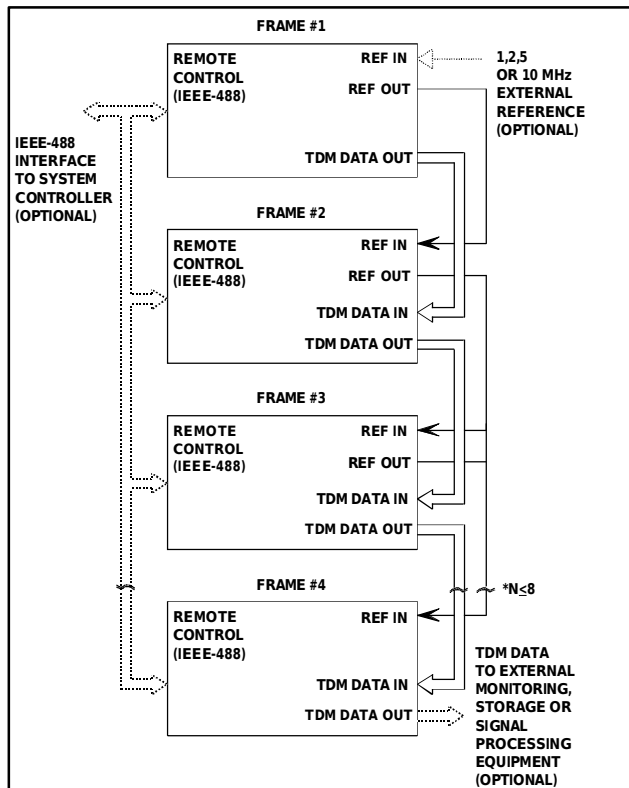 FRAME #1
REMOTE
CONTROL
(IEEE-488)
REF IN
REF OUT
TDM DATA OUT
1,2,5
OR 10 MHz
EXTERNAL
REFERENCE
(OPTIONAL)
IEEE-488
INTERFACE
TO SYSTEM
CONTROLLER
(OPTIONAL)
FRAME #2
REMOTE
CONTROL
(IEEE-488)
REF IN
REF OUT
TDM DATA IN
TDM DATA OUT
FRAME #3
REMOTE
CONTROL
(IEEE-488)
REF IN
REF OUT
TDM DATA IN
TDM DATA OUT
*N≤8
FRAME #4
REMOTE
CONTROL
(IEEE-488)
REF IN
TDM DATA IN
TDM DATA OUT
TDM DATA
TO EXTERNAL
MONITORING,
STORAGE OR
SIGNAL
PROCESSING
EQUIPMENT
(OPTIONAL)